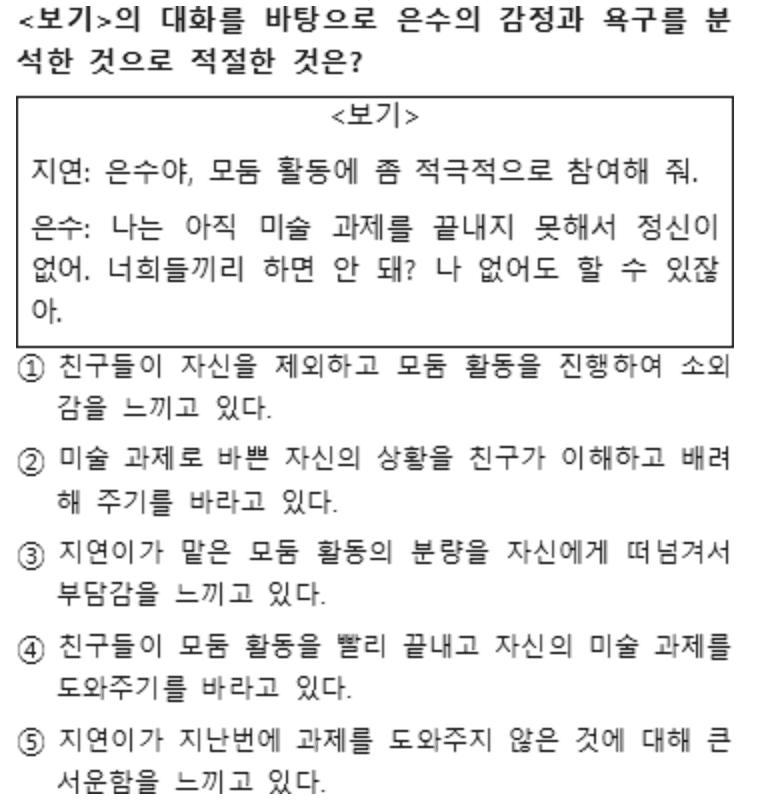 <보기>의 대화를 바탕으로 은수의 감정과 욕구를 분
석한 것으로 적절한 것은?
<보기>
지연: 은수야, 모둠 활동에 좀 적극적으로 참여해 줘.
은수: 나는 아직 미술 과제를 끝내지 못해서 정신이
없어. 너희들끼리 하면 안 돼? 나 없어도 할 수 있잖
아.
① 친구들이 자신을 제외하고 모둠 활동을 진행하여 소외
감을 느끼고 있다.
② 미술 과제로 바쁜 자신의 상황을 친구가 이해하고 배려
해 주기를 바라고 있다.
③ 지연이가 맡은 모둠 활동의 분량을 자신에게 떠넘겨서
부담감을 느끼고 있다.
④ 친구들이 모둠 활동을 빨리 끝내고 자신의 미술 과제를
도와주기를 바라고 있다.
⑤ 지연이가 지난번에 과제를 도와주지 않은 것에 대해 큰
서운함을 느끼고 있다.